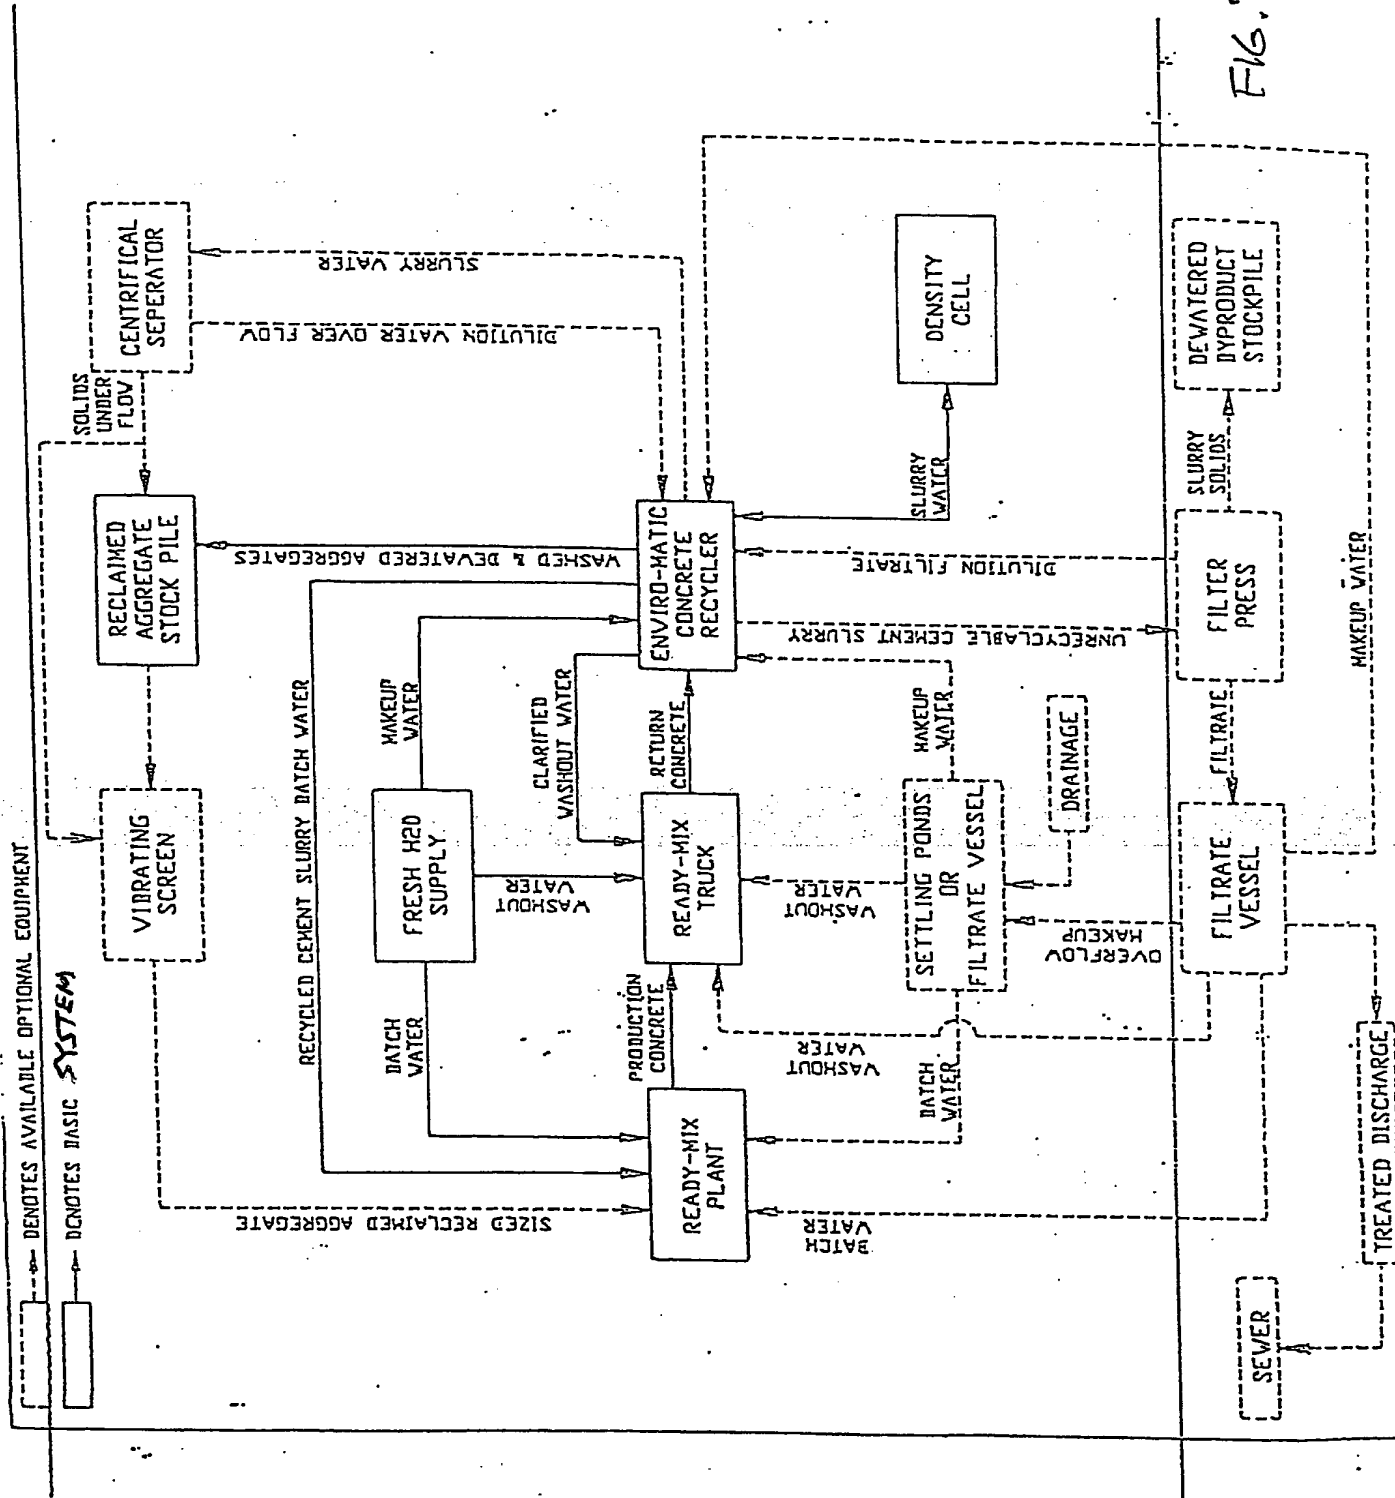 DENOTES AVAILABLE OPTIONAL EQUIPMENT
DENOTES BASIC SYSTEM
VIBRATING
SCREEN
RECLAIMED
AGGREGATE
STOCK PILE
SOLIDS
UNDER
FLOW
CENTRIFICAL
SEPERATOR
SIZED RECLAIMED AGGREGATE
RECYCLED CEMENT SLURRY BATCH WATER
WASHED & DEWATERED AGGREGATES
DILUTION WATER OVER FLOW
SLURRY WATER
BATCH
WATER
FRESH H2O
SUPPLY
MAKEUP
WATER
WASHOUT
WATER
CLARIFIED
WASHOUT WATER
READY-MIX
PLANT
PRODUCTION
CONCRETE
READY-MIX
TRUCK
RETURN
CONCRETE
ENVIRO-MATIC
CONCRETE
RECYCLER
BATCH
WATER
WASHOUT
WATER
BATCH
WATER
WASHOUT
WATER
SETTLING PONDS
OR
FILTRATE VESSEL
MAKEUP
WATER
UNRECYCLABLE CEMENT SLURRY
DILUTION FILTRATE
SLURRY
WATER
DENSITY
CELL
OVERFLOW
MAKEUP
DRAINAGE
SEWER
TREATED DISCHARGE
FILTRATE
VESSEL
FILTRATE
FILTER
PRESS
SLURRY
SOLIDS
DEWATERED
DYPRODUCT
STOCKPILE
MAKEUP WATER
FIG.